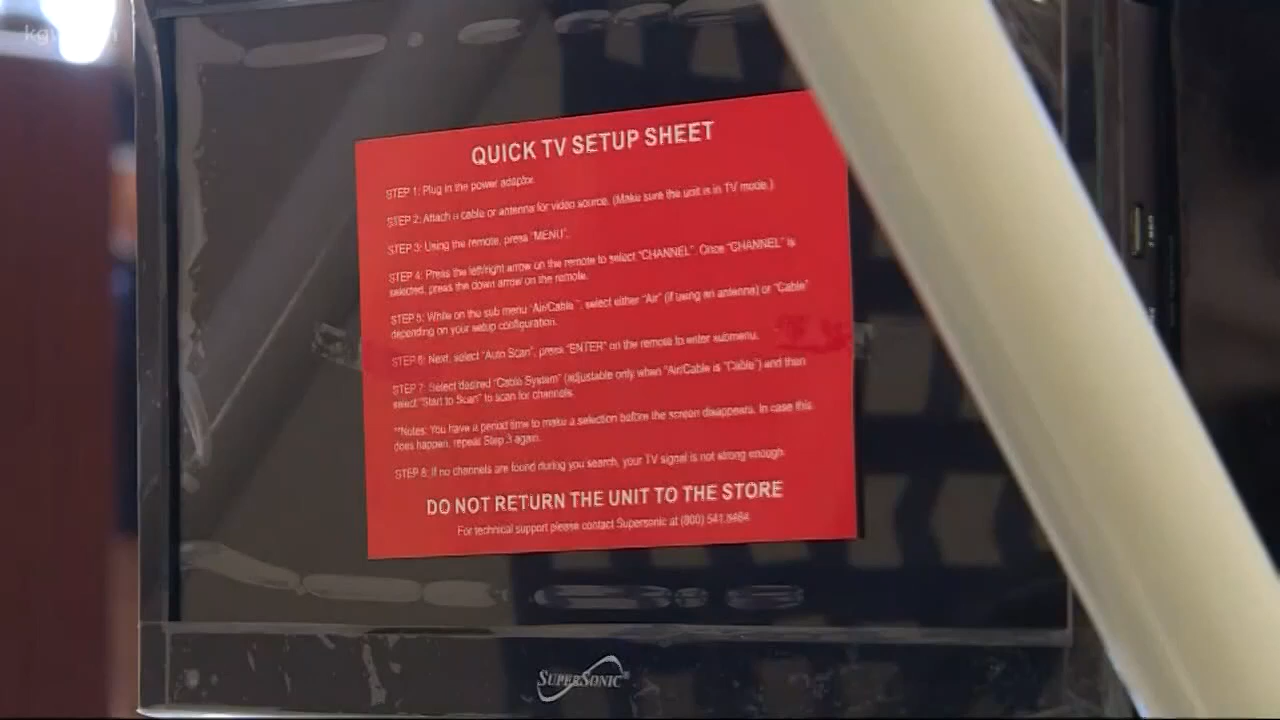 QUICK TV SETUP SHEET
STEP 1: Plug in the power adaptor.
STEP 2: Attach a cable or antenna for video source. (Make sure the unit is in TV mode.)
STEP 3: Using the remote, press "MENU".
STEP 4: Press the left/right arrow on the remote to select "CHANNEL". Once "CHANNEL" is
selected, press the down arrow on the remote.
STEP 5: While on the sub menu "Air/Cable ", select either "Air" (if using an antenna) or "Cable"
depending on your setup configuration.
STEP 6: Next, select "Auto Scan", press "ENTER" on the remote to enter submenu.
STEP 7: Select desired "Cable System" (adjustable only when "Air/Cable is "Cable") and then
select "Start to Scan" to scan for channels.
**Notes: You have a period time to make a selection before the screen disappears. In case this
does happen, repeat Step 3 again.
STEP 8: If no channels are found during you search, your TV signal is not strong enough.
DO NOT RETURN THE UNIT TO THE STORE
For technical support please contact Supersonic at (800)
SUPERSONIC®